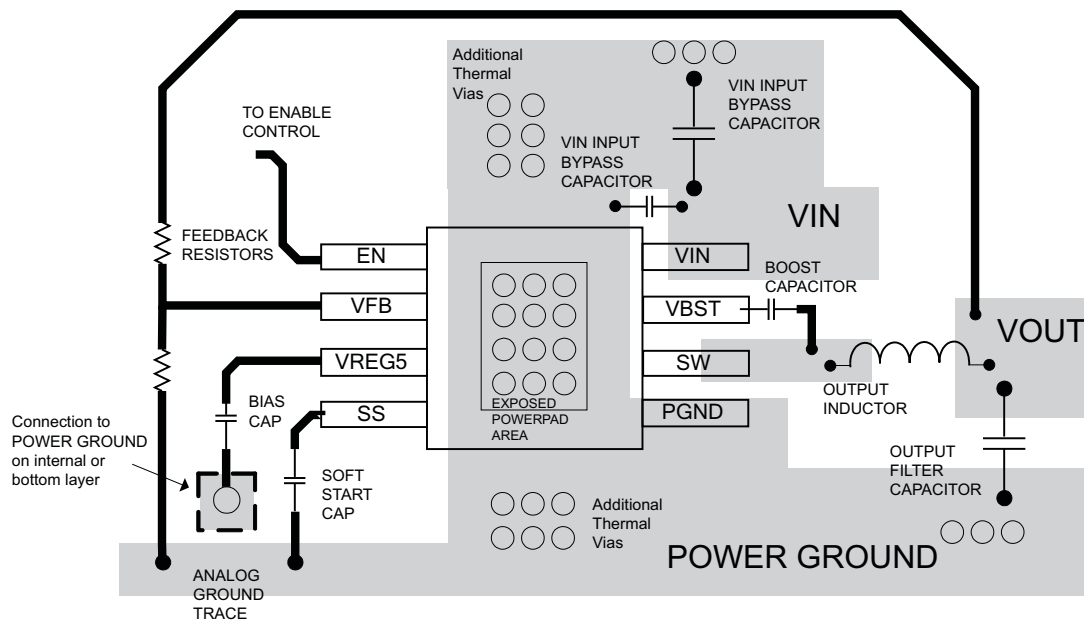 Additional
Thermal
Vias
VIN INPUT
BYPASS
CAPACITOR
TO ENABLE
CONTROL
VIN INPUT
BYPASS
CAPACITOR
VIN
FEEDBACK
RESISTORS
EN
VIN
BOOST
CAPACITOR
VFB
VBST
VOUT
VREG5
SW
OUTPUT
INDUCTOR
BIAS
CAP
SS
EXPOSED
POWERPAD
AREA
PGND
Connection to
POWER GROUND
on internal or
bottom layer
SOFT
START
CAP
OUTPUT
FILTER
CAPACITOR
Additional
Thermal
Vias
POWER GROUND
ANALOG
GROUND
TRACE